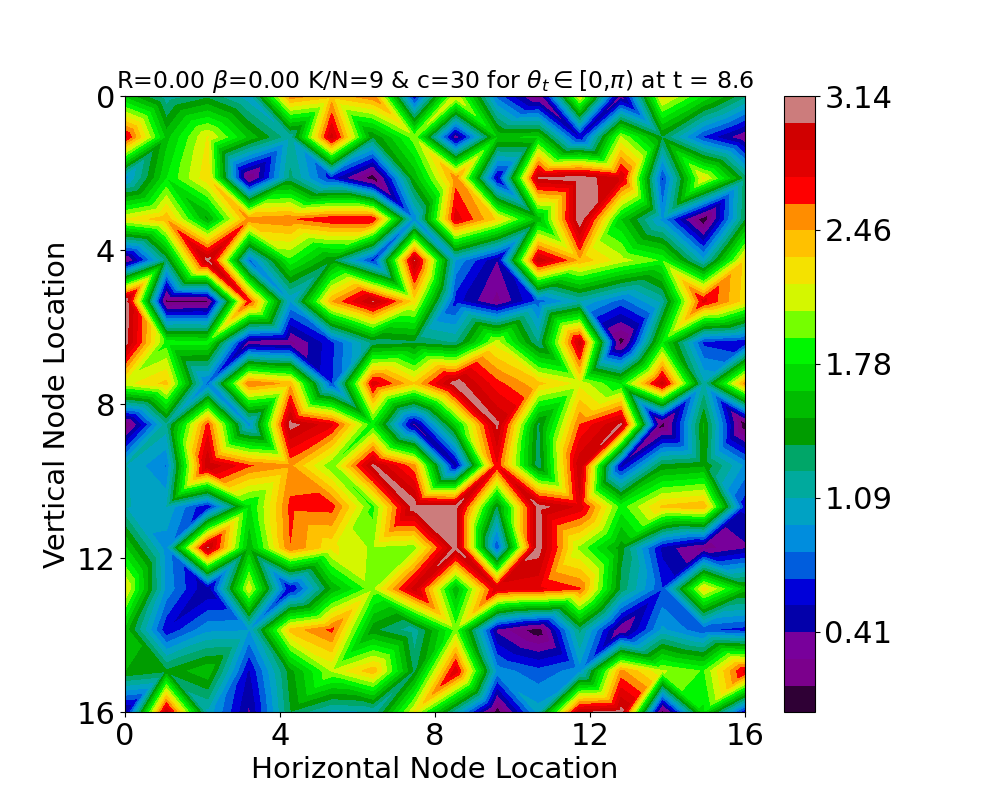 R=0.00 β=0.00 K/N=9 & c=30 for θ_t ∈ [0,π) at t = 8.6
0
4
8
12
16
Vertical Node Location
0 4 8 12 16
Horizontal Node Location
3.14
2.46
1.78
1.09
0.41